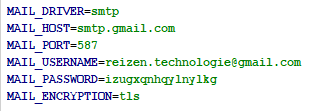 MAIL_DRIVER=smtp
MAIL_HOST=smtp.gmail.com
MAIL_PORT=587
MAIL_USERNAME=reizen.technologie@gmail.com
MAIL_PASSWORD=izugxqnhqylnylkg
MAIL_ENCRYPTION=tls